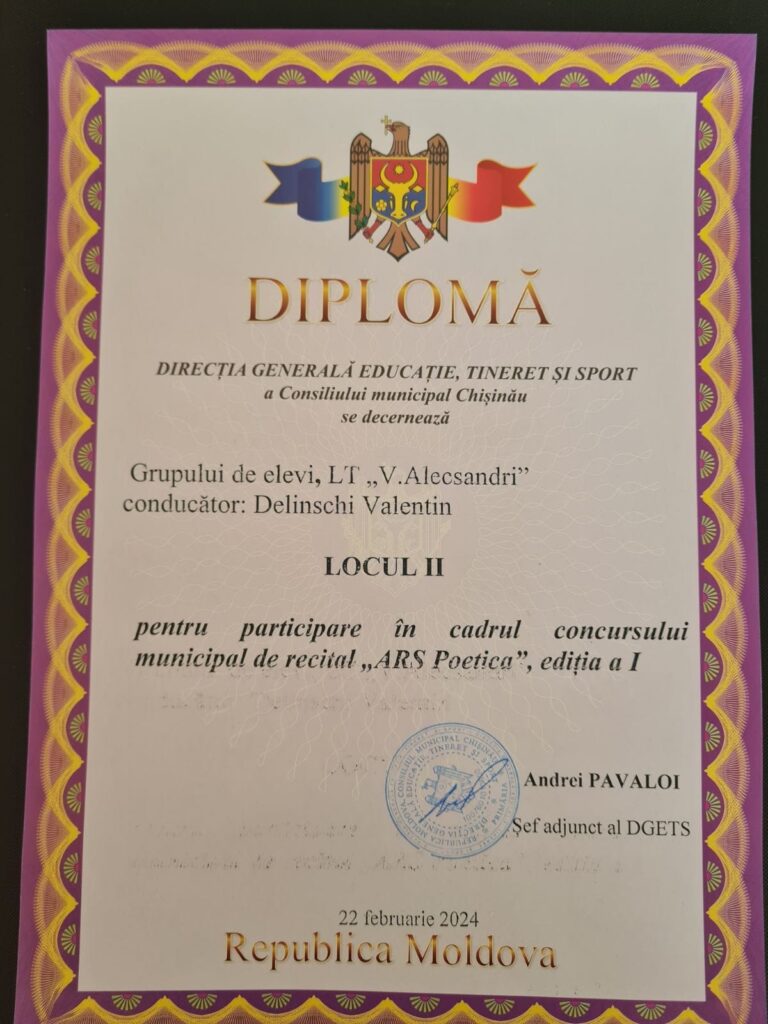 DIPLOMĂ
DIRECȚIA GENERALĂ EDUCAȚIE, TINERET ȘI SPORT
a Consiliului municipal Chișinău
se decernează
Grupului de elevi, LT „V.Alecsandri”
conducător: Delinschi Valentin
LOCUL II
pentru participare în cadrul concursului
municipal de recital „ARS Poetica”, ediția a I
Andrei PAVALOI
Șef adjunct al DGETS
22 februarie 2024
Republica Moldova